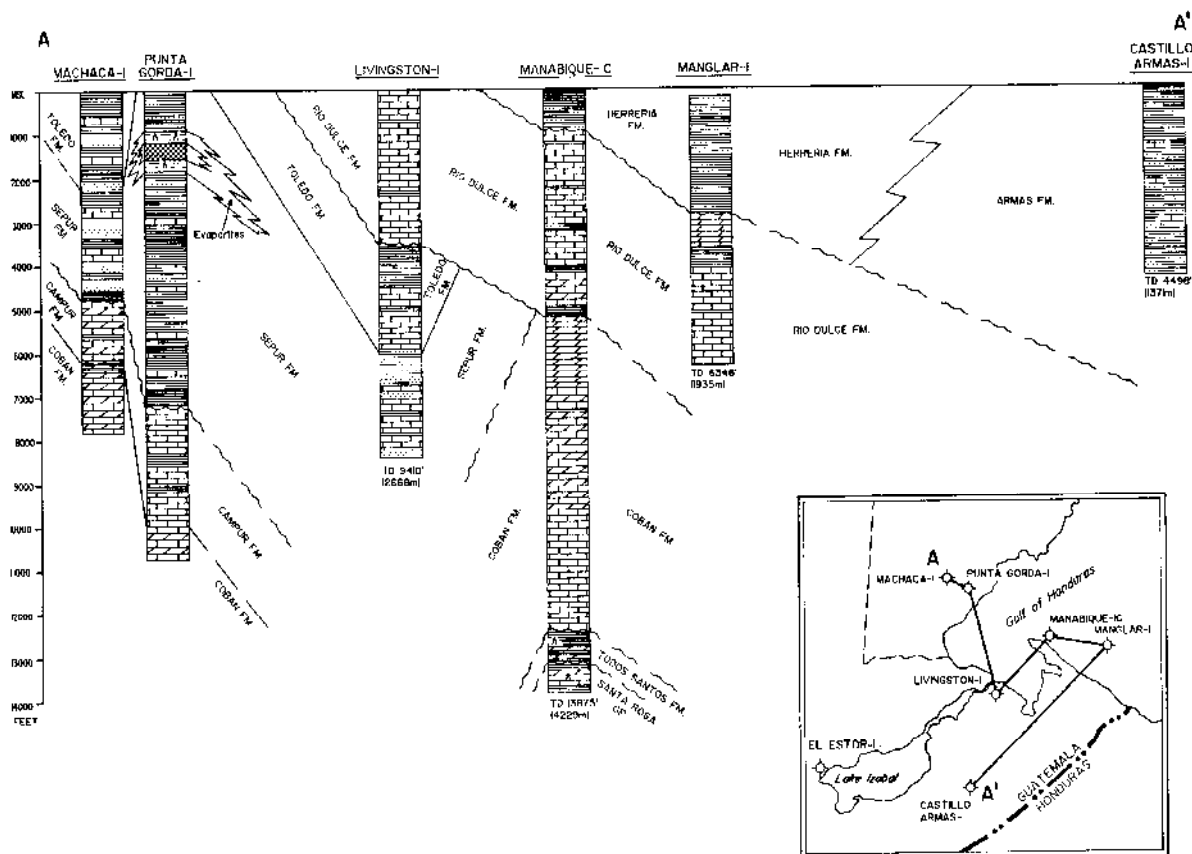 A
A'
MACHACA-I
PUNTA
GORDA-I
LIVINGSTON-I
MANABIQUE-C
MANGLAR-I
CASTILLO
ARMAS-I
1000
2000
3000
4000
5000
6000
7000
8000
9000
10000
11000
12000
13000
14000
FEET
TOLEDO FM.
SEPUR FM.
CAMPUR FM.
COBAN FM.
Evaporites
SEPUR FM.
CAMPUR FM.
COBAN FM.
TOLEDO FM.
RIO DULCE FM.
TD 9410'
(2668m)
RIO DULCE FM.
TOLEDO
FM.
SEPUR FM.
COBAN FM.
TD 13875'
(4229m)
HERRERIA
FM.
RIO DULCE FM.
COBAN FM.
TODOS SANTOS FM.
SANTA ROSA
GP.
TD 6346'
(1935m)
HERRERIA FM.
ARMAS FM.
RIO DULCE FM.
TD 4498'
(1371m)
A
MACHACA-I
PUNTA GORDA-I
Gulf of Honduras
MANABIQUE-IC
MANGLAR-I
LIVINGSTON-I
EL ESTOR-I
Lake Izabal
CASTILLO
ARMAS-
A'
GUATEMALA
HONDURAS